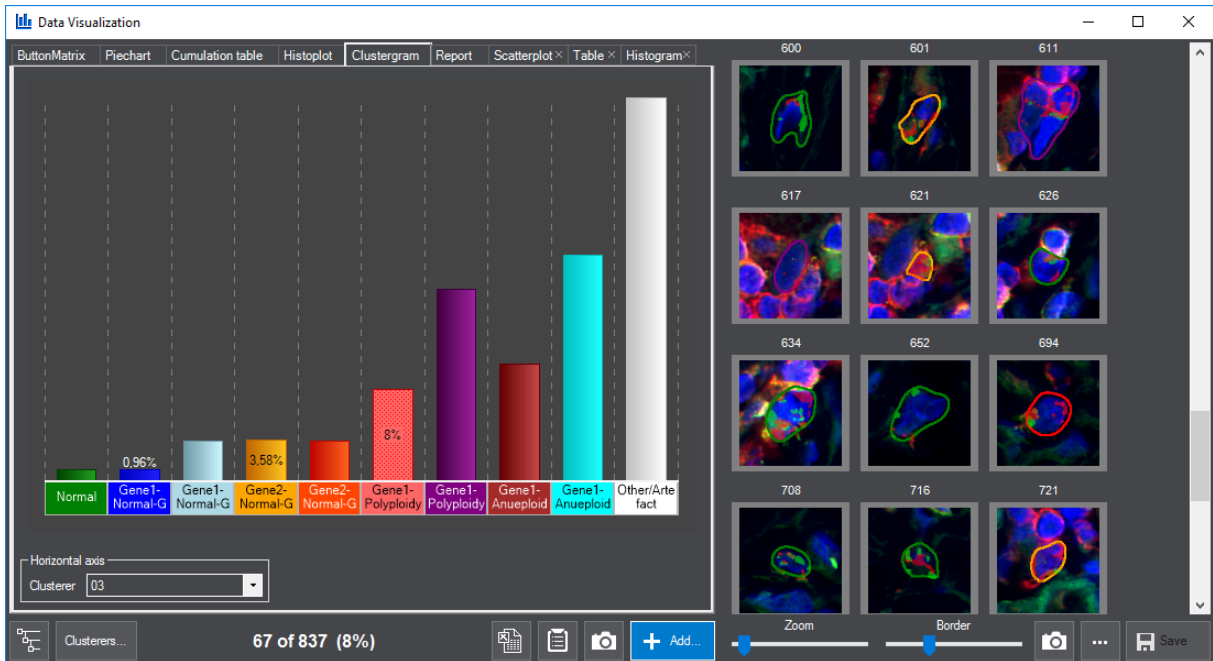 Data Visualization
ButtonMatrix Piechart Cumulation table Histoplot Clustergram Report Scatterplot × Table × Histogram ×
0,96%
3,58%
8%
Normal
Gene1-
Normal-G
Gene1-
Normal-G
Gene2-
Normal-G
Gene2-
Normal-G
Gene1-
Polyploidy
Gene1-
Polyploidy
Gene1-
Anueploid
Gene1-
Anueploid
Other/Arte
fact
Horizontal axis
Clusterer 03
Clusterers...
67 of 837 (8%)
+ Add...
600 601 611
617 621 626
634 652 694
708 716 721
Zoom
Border
...
Save